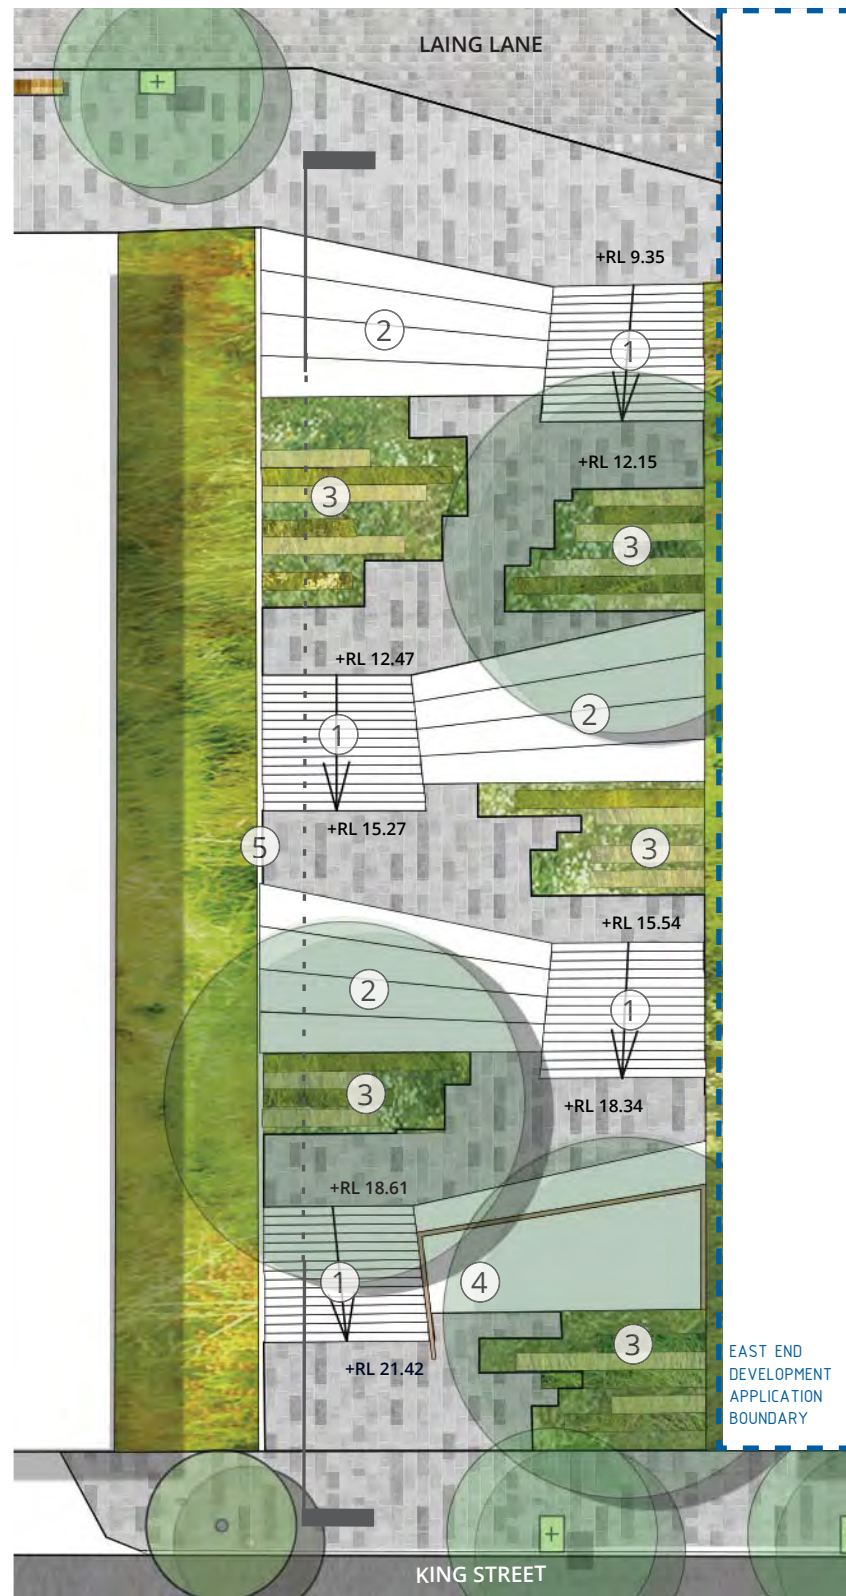 LAING LANE
+RL 9.35
2
1
+RL 12.15
3
3
+RL 12.47
2
1
+RL 15.27
5
3
+RL 15.54
2
1
3
+RL 18.34
+RL 18.61
1
4
3
+RL 21.42
EAST END
DEVELOPMENT
APPLICATION
BOUNDARY
KING STREET